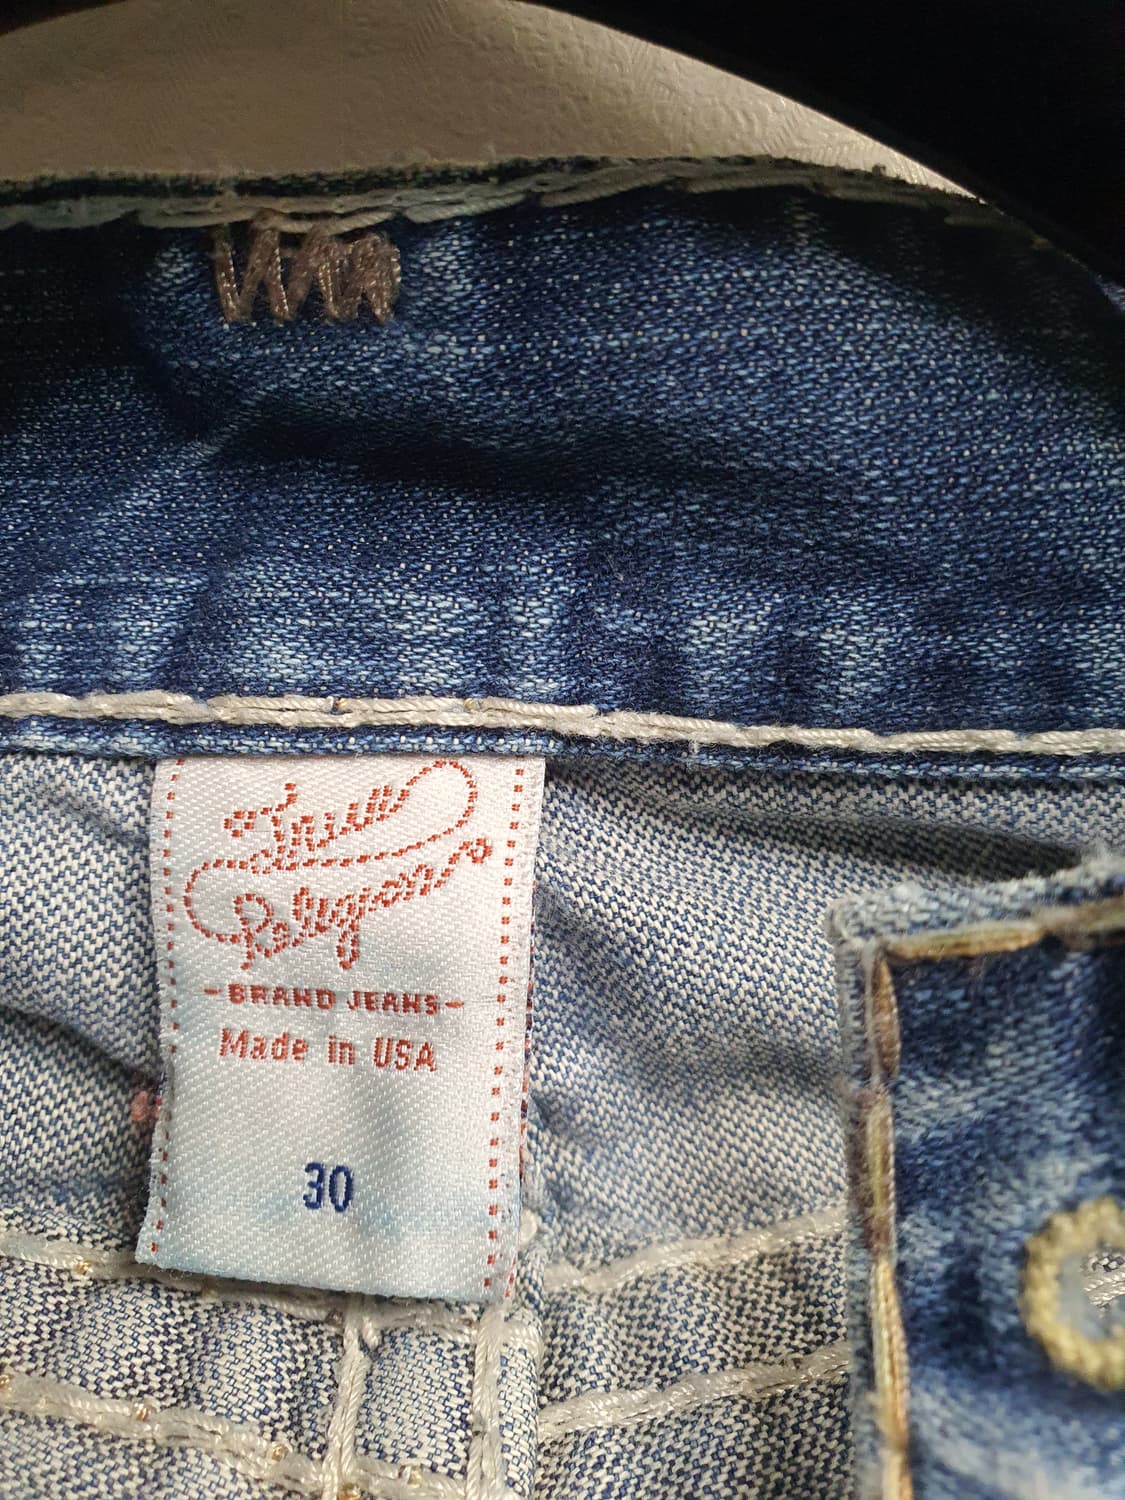 True
Religion
-BRAND JEANS-
Made in USA
30